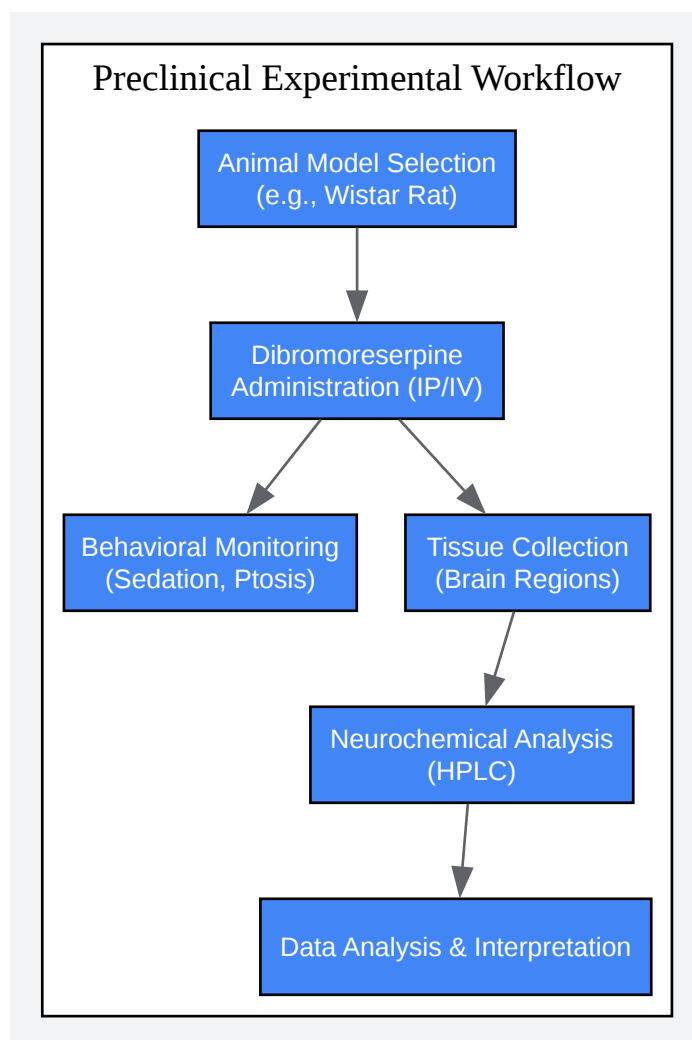 Preclinical Experimental Workflow
Animal Model Selection
(e.g., Wistar Rat)
Dibromoreserpine
Administration (IP/IV)
Behavioral Monitoring
(Sedation, Ptosis)
Tissue Collection
(Brain Regions)
Neurochemical Analysis
(HPLC)
Data Analysis & Interpretation